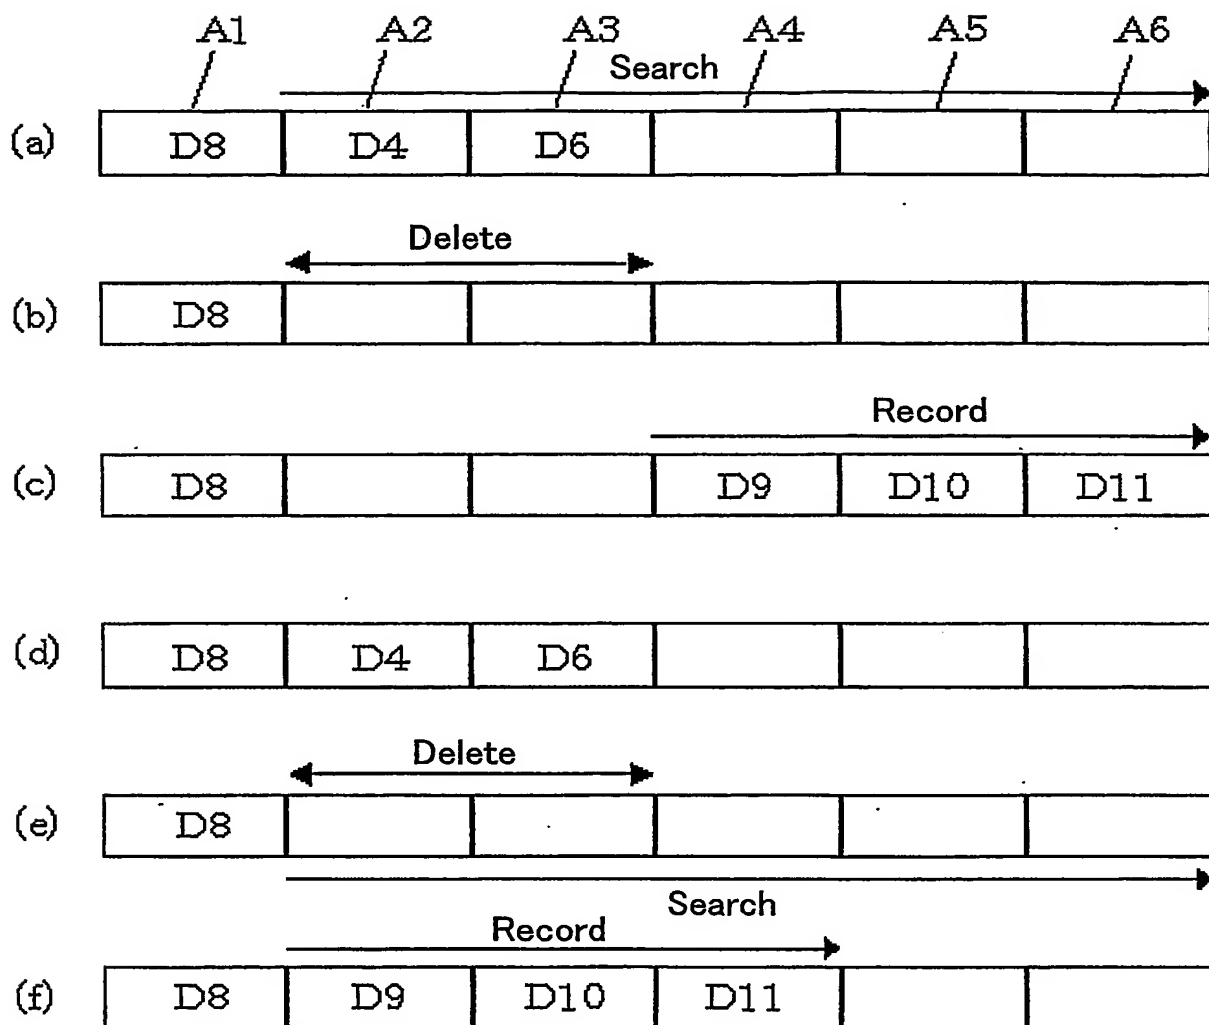 A1 A2 A3 A4 A5 A6
Search
(a) D8 D4 D6
Delete
(b) D8
Record
(c) D8 D9 D10 D11
(d) D8 D4 D6
Delete
(e) D8
Search
Record
(f) D8 D9 D10 D11